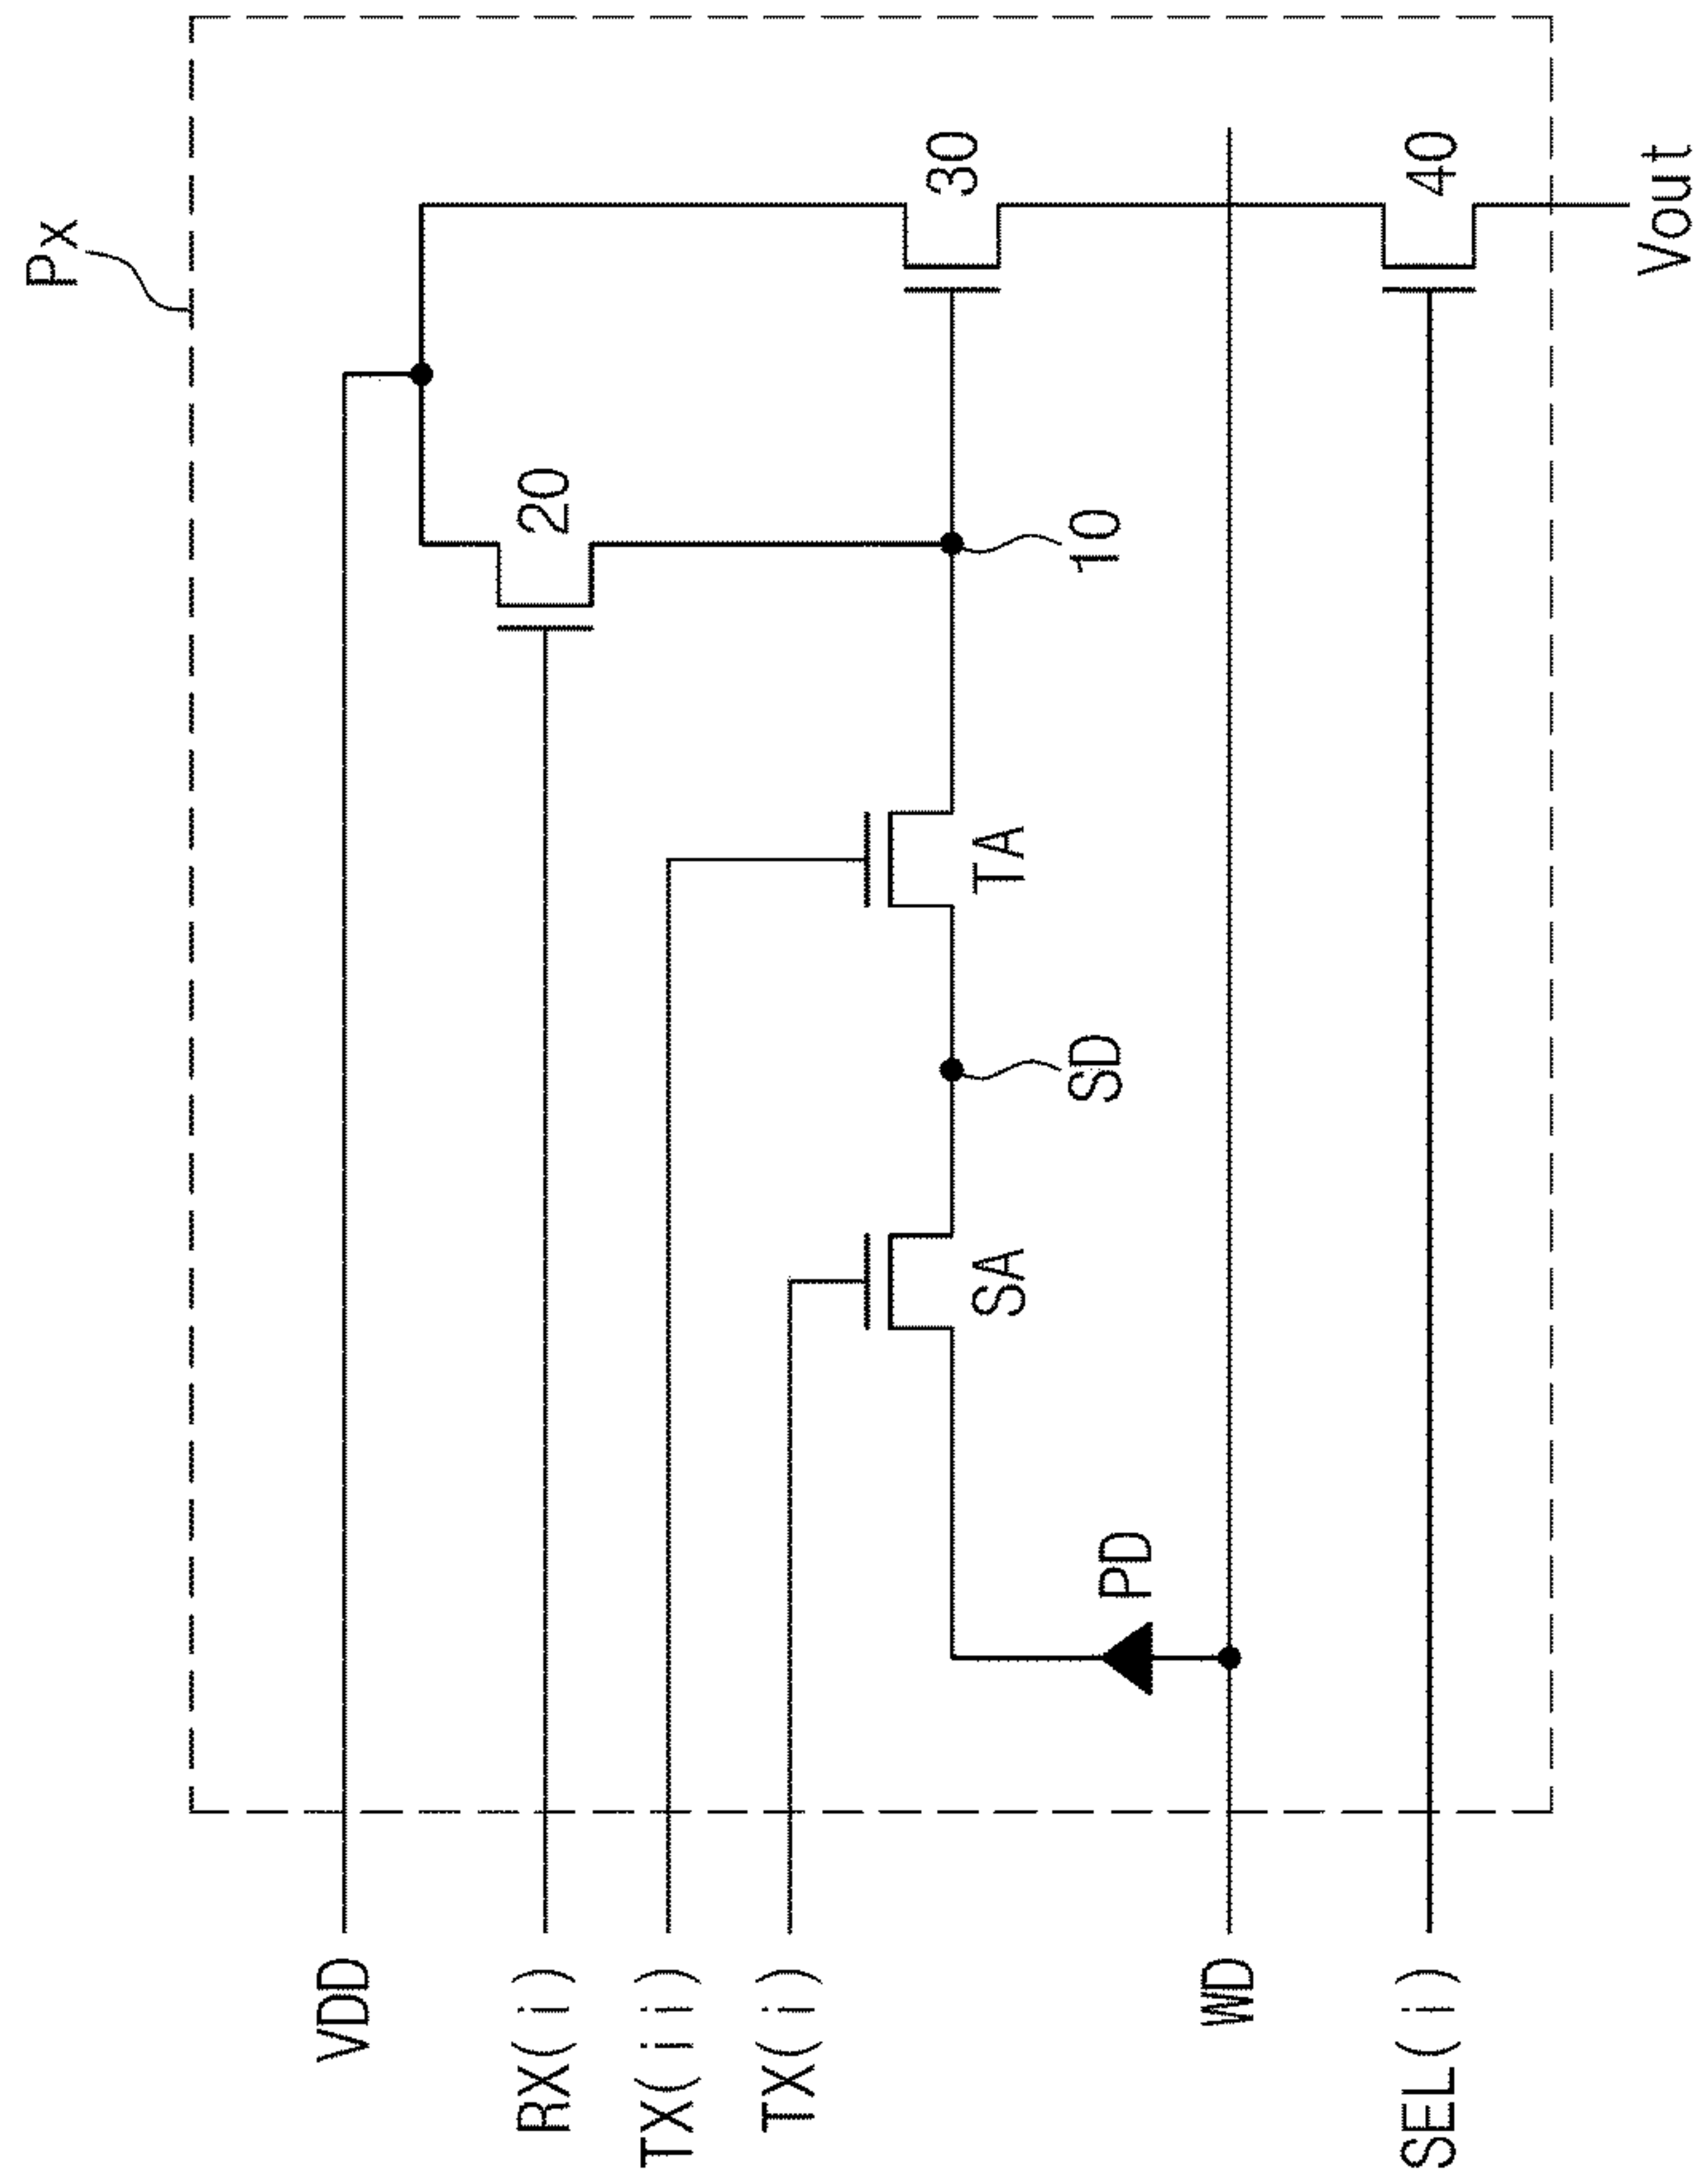 Px
VDD
RX(i)
TX(ii)
TX(i)
WD
SEL(i)
20
30
10
TA
SD
SA
PD
40
Vout